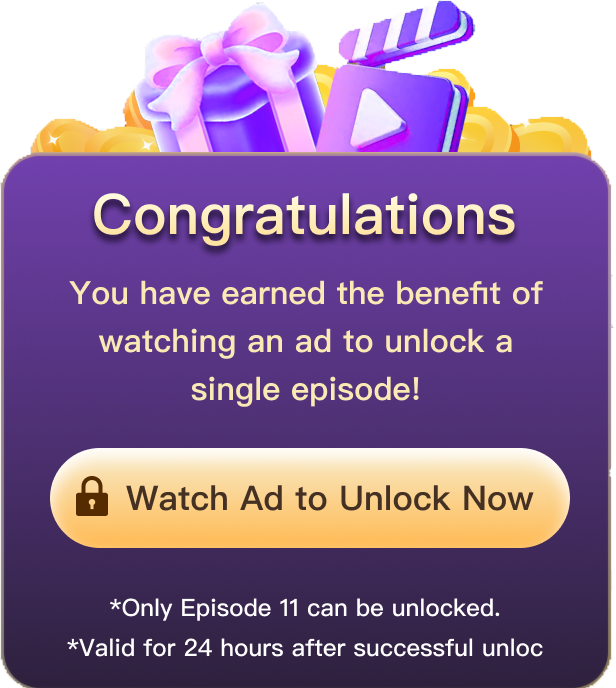 Congratulations
You have earned the benefit of
watching an ad to unlock a
single episode!
Watch Ad to Unlock Now
*Only Episode 11 can be unlocked.
*Valid for 24 hours after successful unloc